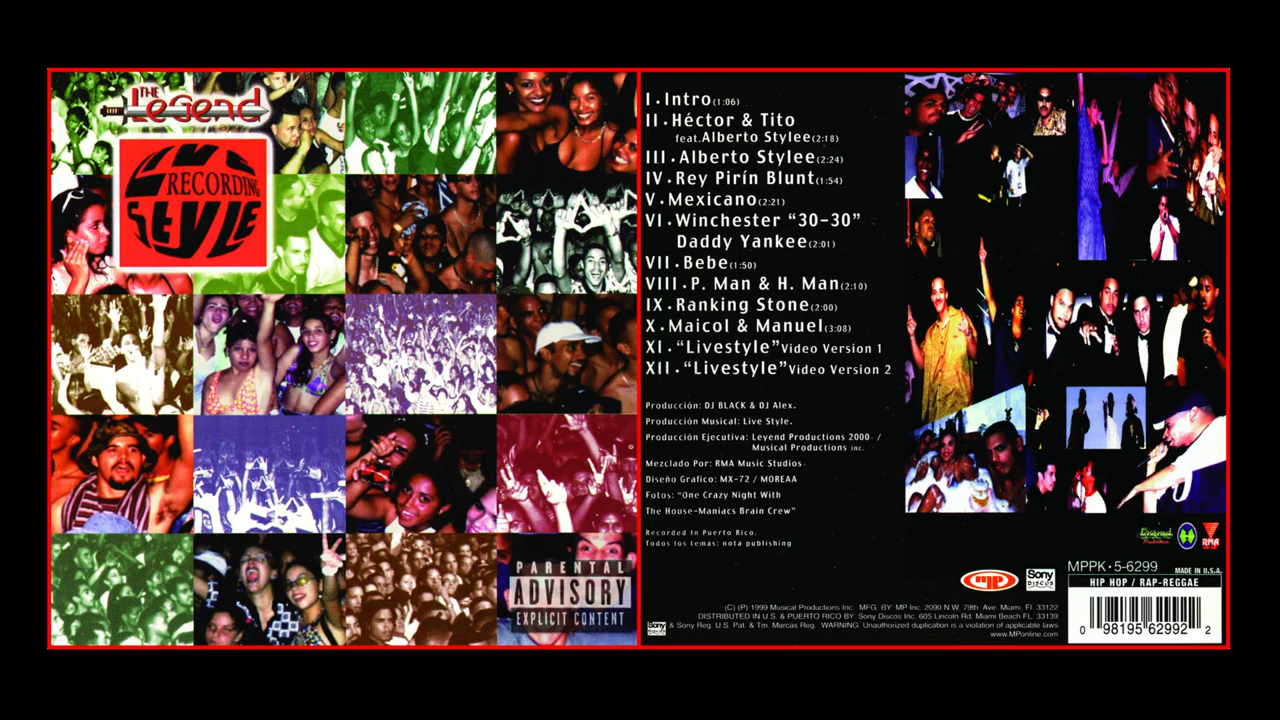 THE
Legend
LIVE
RECORDING
STYLE
PARENTAL
ADVISORY
EXPLICIT CONTENT
I.Intro(1:06)
II.Héctor & Tito
feat.Alberto Stylee(2:18)
III.Alberto Stylee(2:24)
IV.Rey Pirín Blunt(1:54)
V.Mexicano(2:21)
VI.Winchester “30-30”
Daddy Yankee(2:01)
VII.Bebe(1:50)
VIII.P. Man & H. Man(2:10)
IX.Ranking Stone(2:00)
X.Maicol & Manuel(3:08)
XI.“Livestyle”Video Version 1
XII.“Livestyle”Video Version 2
Producción: DJ BLACK & DJ Alex.
Producción Musical: Live Style.
Producción Ejecutiva: Leyend Productions 2000 /
Musical Productions inc.
Mezclado Por: RMA Music Studios
Diseño Grafico: MX-72 / MOREAA
Fotos: “One Crazy Night With
The House-Maniacs Brain Crew”
Recorded In Puerto Rico.
Todos los temas: nota publishing
RMA
mp
Sony
DISCOS
MPPK·5-6299
MADE IN U.S.A.
HIP HOP / RAP-REGGAE
0 98195 62992 2
(C) (P) 1999 Musical Productions Inc. MFG. BY: MP Inc. 2090 N.W. 79th Ave. Miami, Fl. 33122
DISTRIBUTED IN U.S. & PUERTO RICO BY: Sony Discos Inc. 605 Lincoln Rd. Miami Beach FL. 33139
Sony & Sony Reg. U.S. Pat. & Tm. Marcas Reg. WARNING: Unauthorized duplication is a violation of applicable laws
www.MPonline.com